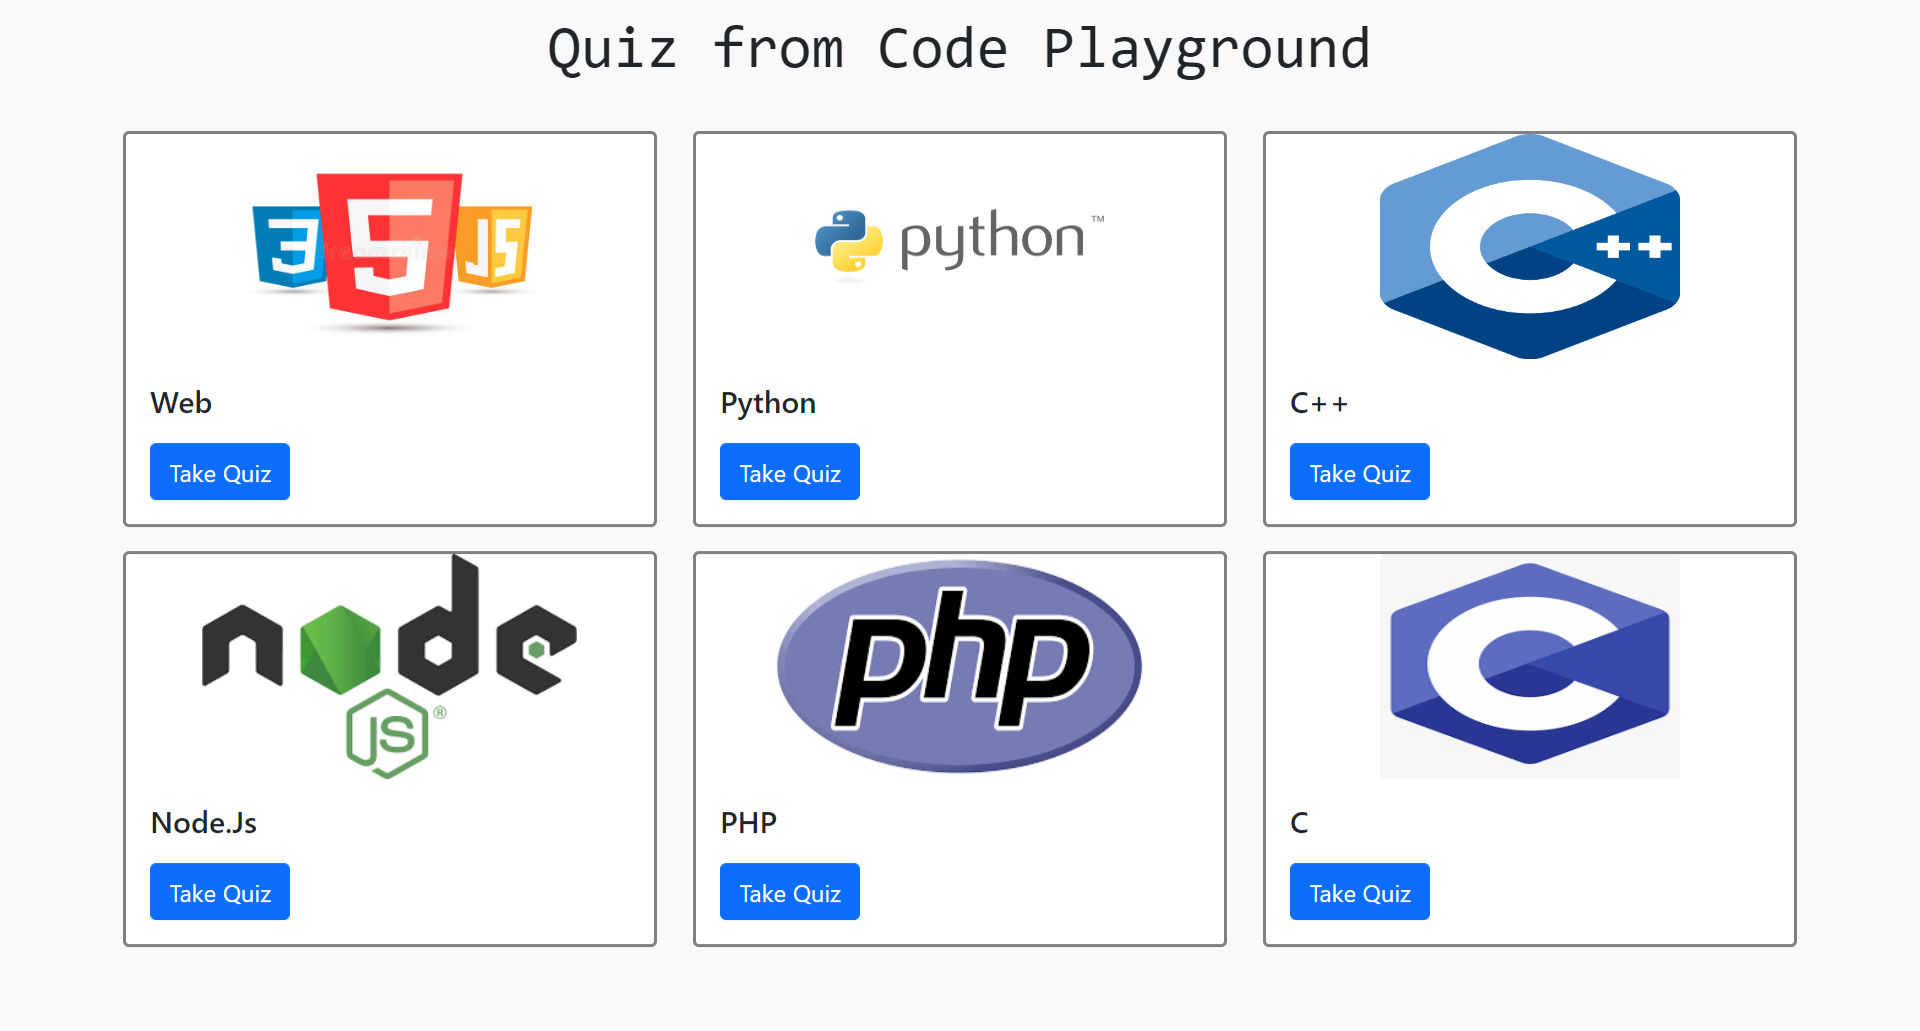 Quiz from Code Playground
3 5 JS
dreamstime
python™
C++
Web
Python
C++
Take Quiz
Take Quiz
Take Quiz
node
JS®
php
C
Node.Js
PHP
C
Take Quiz
Take Quiz
Take Quiz